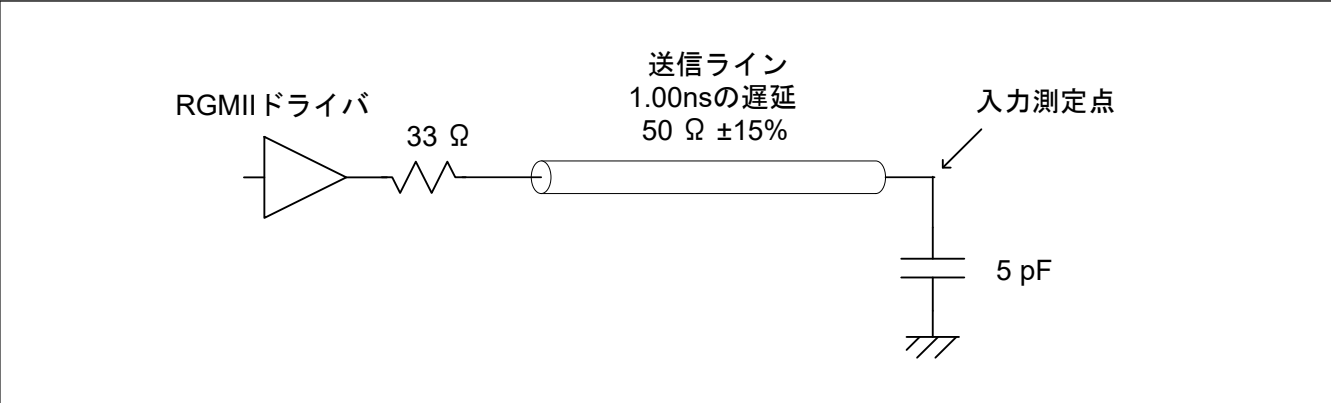 送信ライン
1.00nsの遅延
50 Ω ±15%
RGMIIドライバ
入力測定点
33 Ω
5 pF